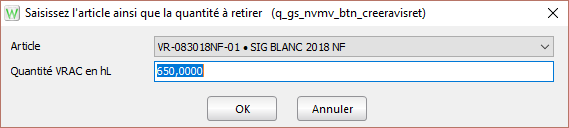 Saisissez l'article ainsi que la quantité à retirer (q_gs_nvmv_btn_creeravisret)
Article VR-083018NF-01 • SIG BLANC 2018 NF
Quantité VRAC en hL 650,0000
OK Annuler